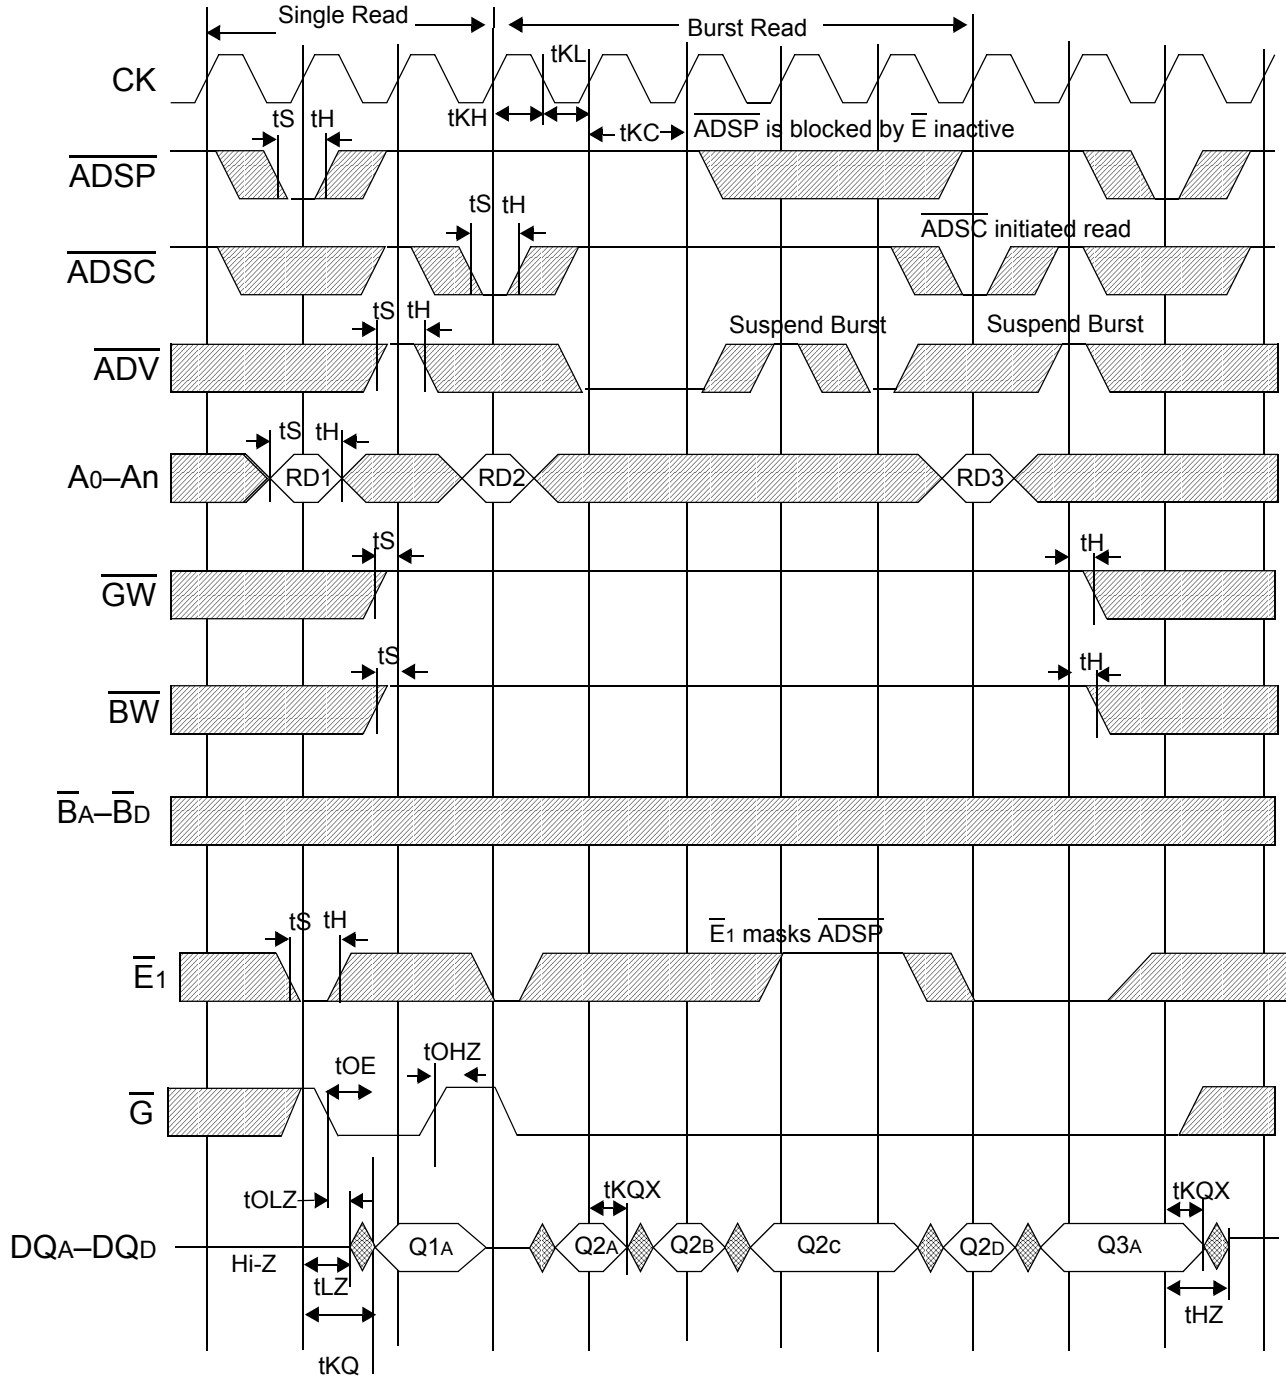 Single Read
Burst Read
CK
tKL
tKH
tKC
tS tH
ADSP is blocked by E inactive
ADSP
tS tH
ADSC initiated read
ADSC
tS tH
Suspend Burst
Suspend Burst
ADV
tS tH
A0–An
RD1
RD2
RD3
tS
tH
GW
tS
tH
BW
BA–BD
tS tH
E1 masks ADSP
E1
tOE
tOHZ
G
tOLZ
tKQX
tKQX
DQA–DQD
Hi-Z
Q1A
Q2A
Q2B
Q2C
Q2D
Q3A
tLZ
tHZ
tKQ